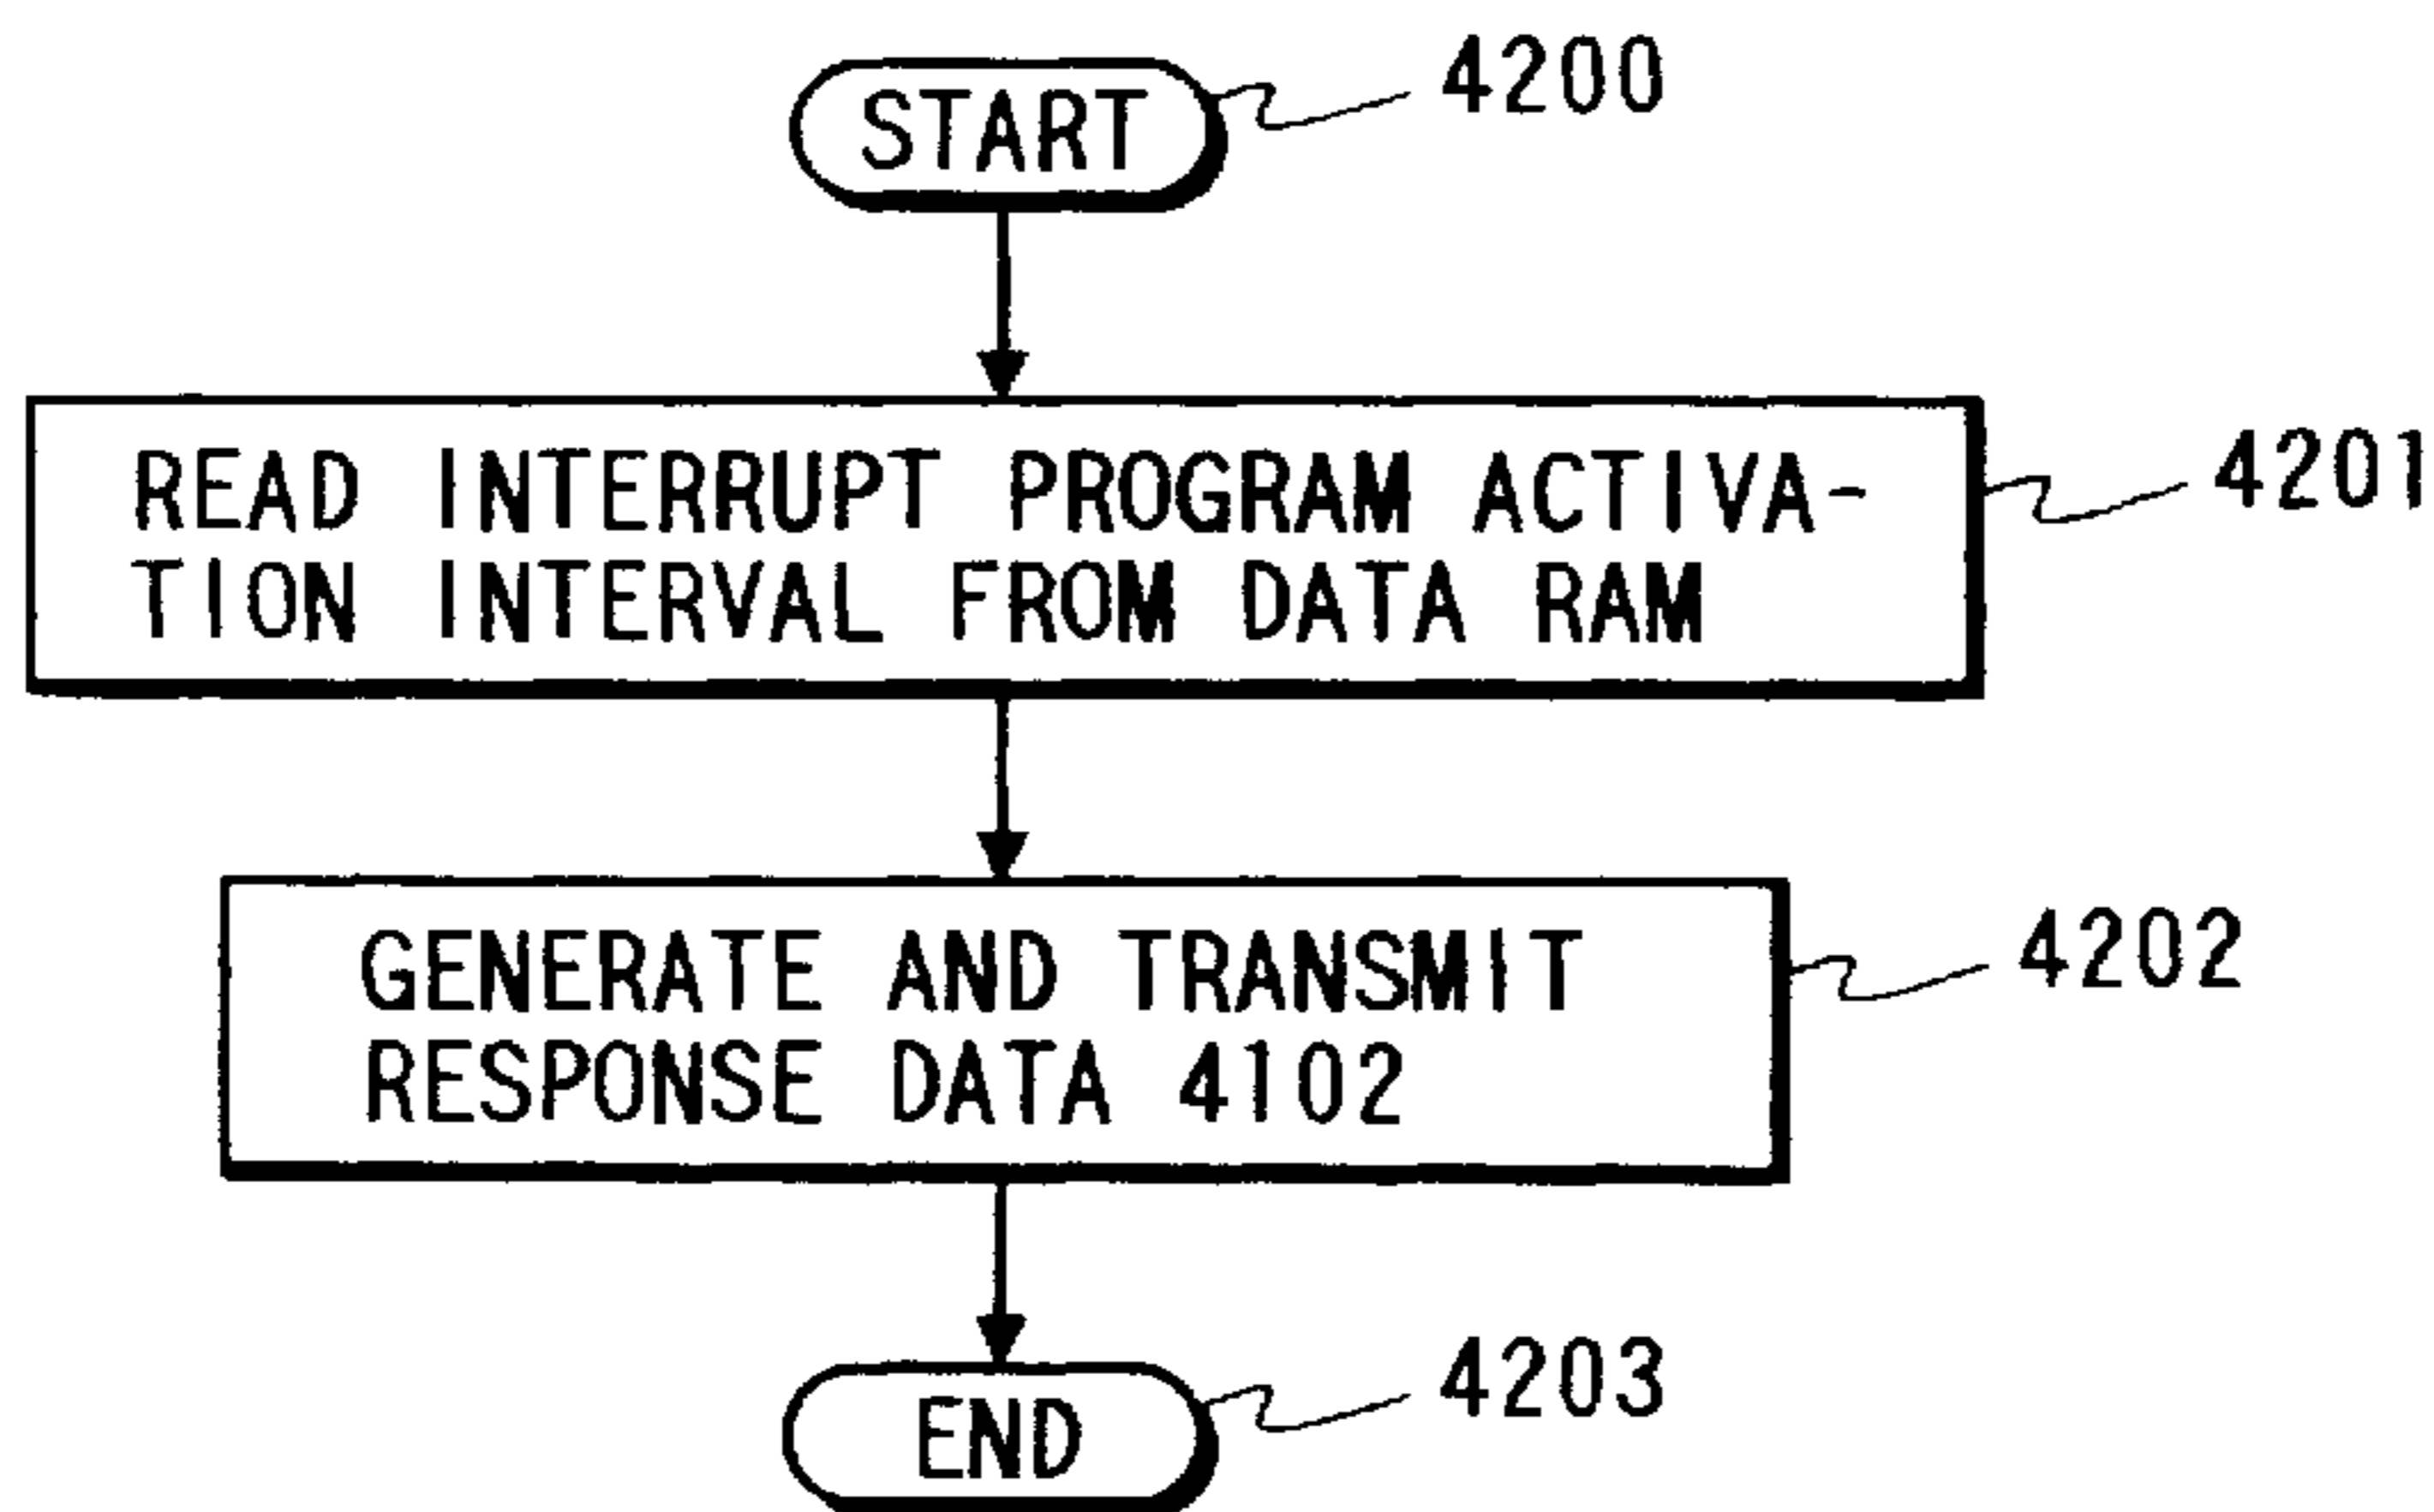 START
4200
READ INTERRUPT PROGRAM ACTIVA-
TION INTERVAL FROM DATA RAM
4201
GENERATE AND TRANSMIT
RESPONSE DATA 4102
4202
END
4203